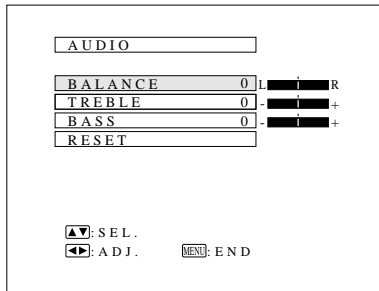 AUDIO
BALANCE 0 L R
TREBLE 0 - +
BASS 0 - +
RESET
▲▼: SEL.
◀▶: ADJ. MENU: END